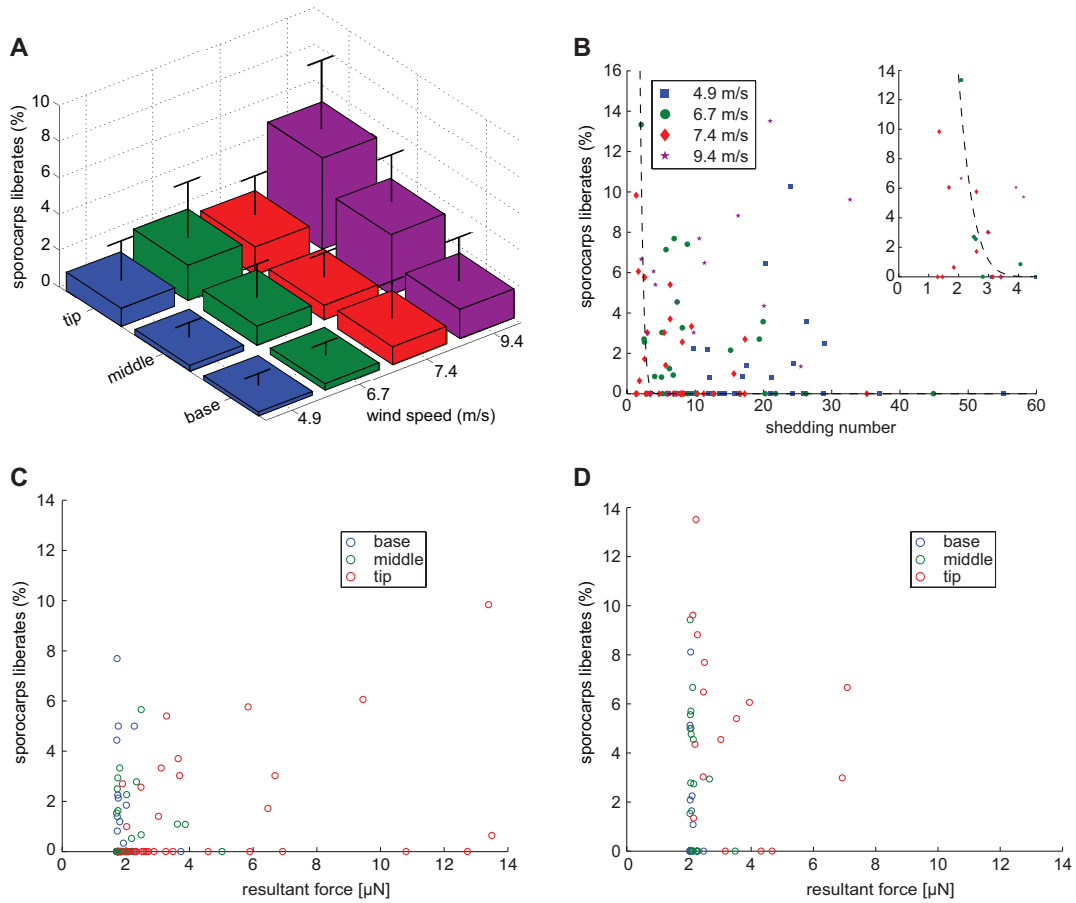 A
sporocarps liberates (%)
10
8
6
4
2
0
tip
middle
base
4.9
6.7
7.4
9.4
wind speed (m/s)
B
sporocarps liberates (%)
16
14
12
10
8
6
4
2
0
4.9 m/s
6.7 m/s
7.4 m/s
9.4 m/s
14
12
10
8
6
4
2
0
0 1 2 3 4
0 10 20 30 40 50 60
shedding number
C
sporocarps liberates (%)
14
12
10
8
6
4
2
0
base
middle
tip
0 2 4 6 8 10 12 14
resultant force [µN]
D
sporocarps liberates (%)
14
12
10
8
6
4
2
0
base
middle
tip
0 2 4 6 8 10 12 14
resultant force [µN]